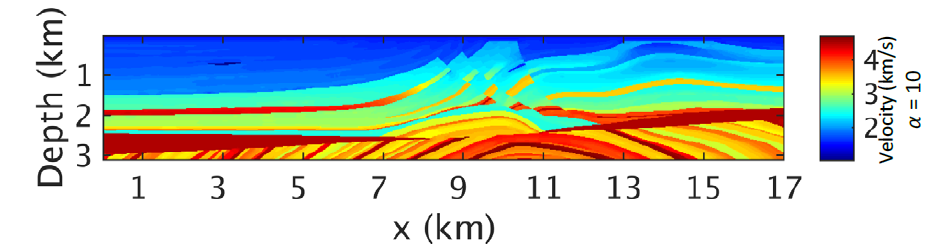 Depth (km)
1
2
3
1 3 5 7 9 11 13 15 17
x (km)
4
3
2
Velocity (km/s)
α = 10